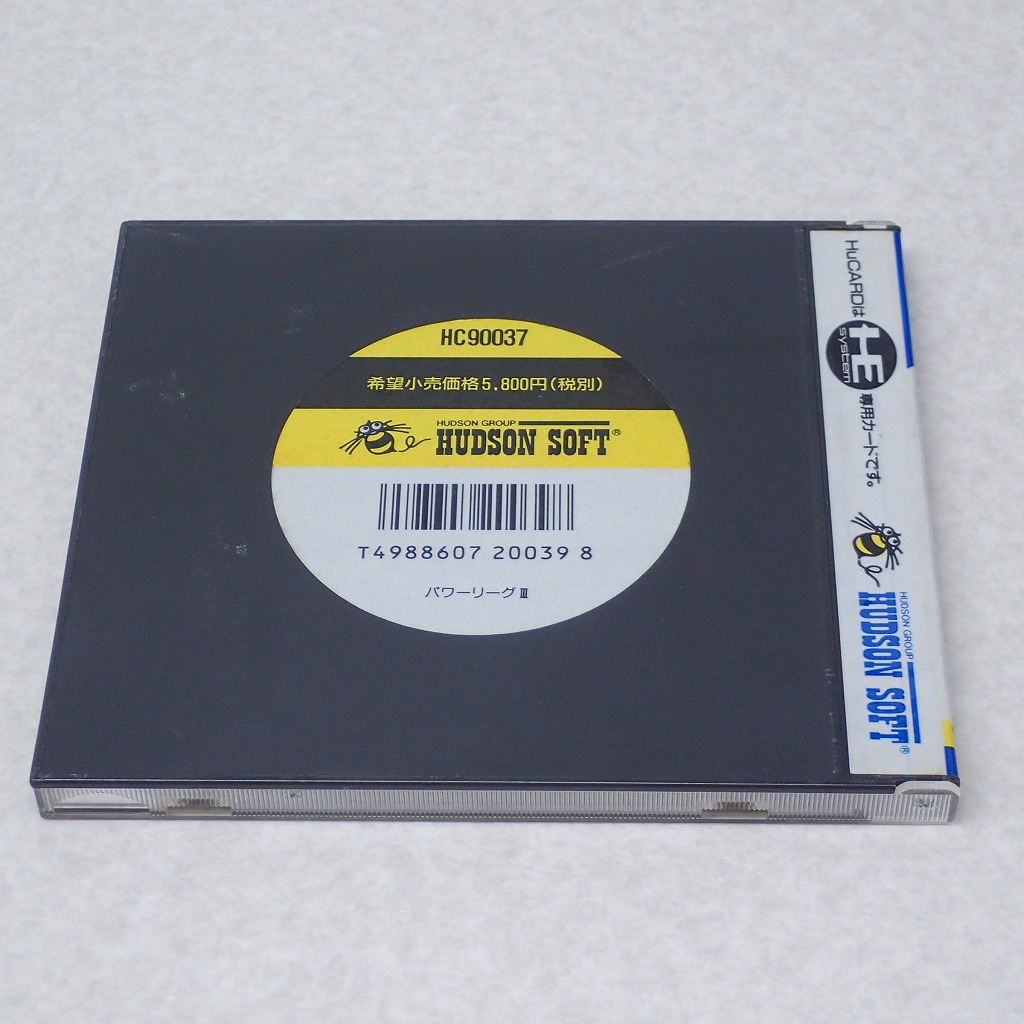 HC90037
希望小売価格5,800円(税別)
HUDSON GROUP
HUDSON SOFT®
T4988607 20039 8
パワーリーグⅢ
HuCARDは
HE
system
専用カードです。
HUDSON GROUP
HUDSON SOFT®